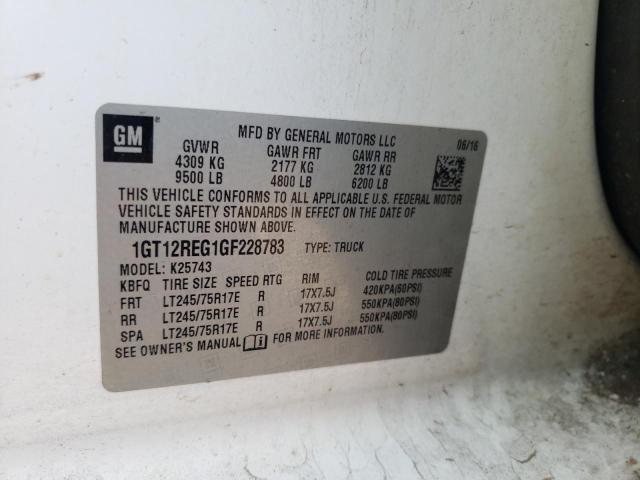 GM
MFD BY GENERAL MOTORS LLC 06/16
GVWR GAWR FRT GAWR RR
4309 KG 2177 KG 2812 KG
9500 LB 4800 LB 6200 LB
THIS VEHICLE CONFORMS TO ALL APPLICABLE U.S. FEDERAL MOTOR
VEHICLE SAFETY STANDARDS IN EFFECT ON THE DATE OF
MANUFACTURE SHOWN ABOVE.
1GT12REG1GF228783 TYPE: TRUCK
MODEL: K25743
KBFQ TIRE SIZE SPEED RTG RIM COLD TIRE PRESSURE
FRT LT245/75R17E R 17X7.5J 420KPA(60PSI)
RR LT245/75R17E R 17X7.5J 550KPA(80PSI)
SPA LT245/75R17E R 17X7.5J 550KPA(80PSI)
SEE OWNER'S MANUAL i FOR MORE INFORMATION.